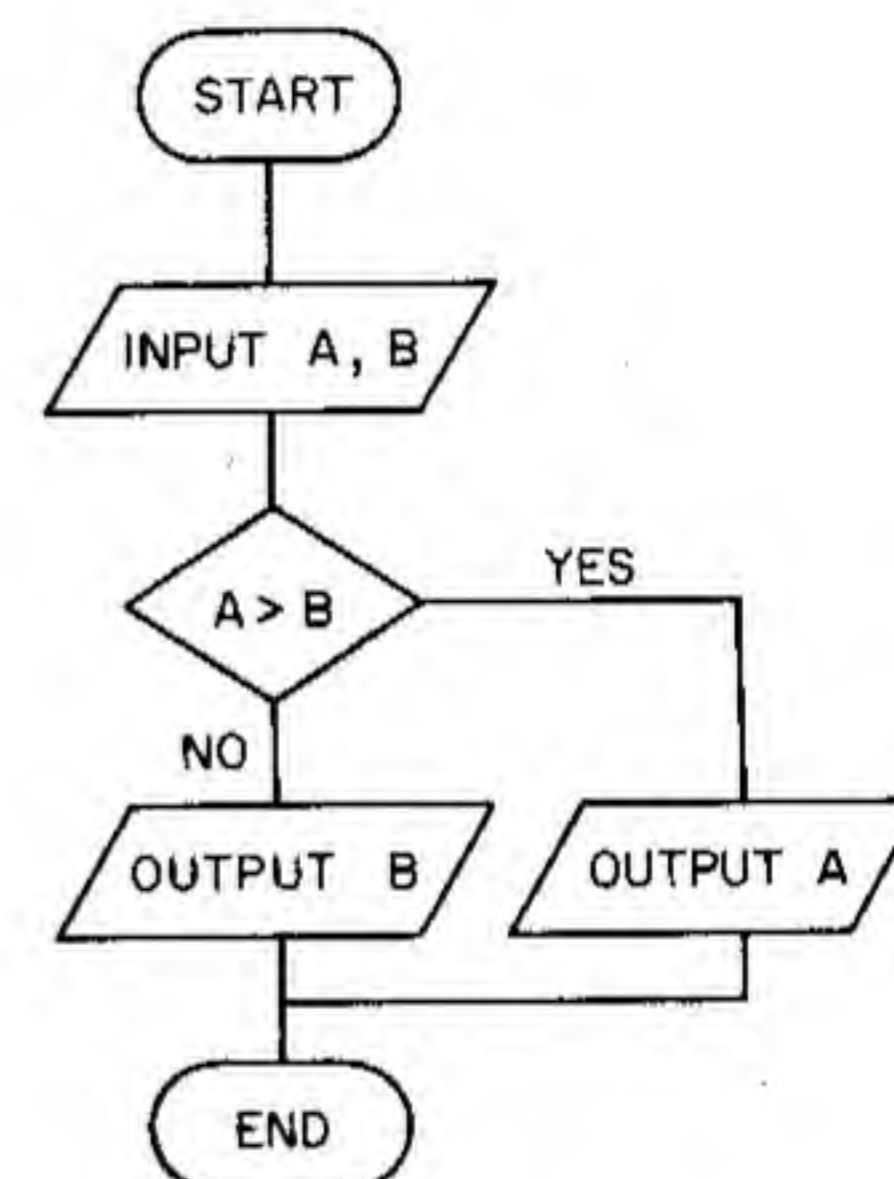 START
INPUT A, B
A > B
YES
NO
OUTPUT B
OUTPUT A
END